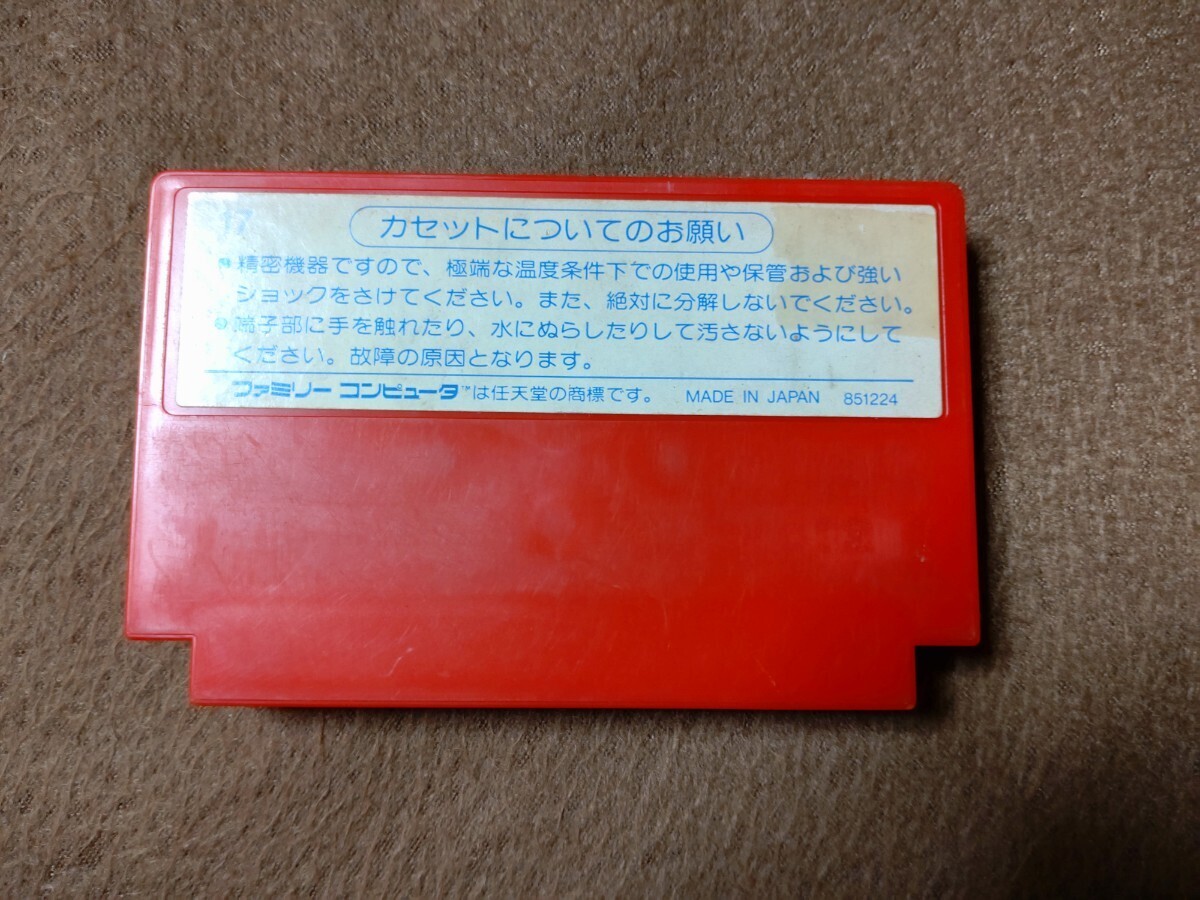 17
カセットについてのお願い
●精密機器ですので、極端な温度条件下での使用や保管および強い
ショックをさけてください。また、絶対に分解しないでください。
●端子部に手を触れたり、水にぬらしたりして汚さないようにして
ください。故障の原因となります。
ファミリー コンピュータ™は任天堂の商標です。 MADE IN JAPAN 851224